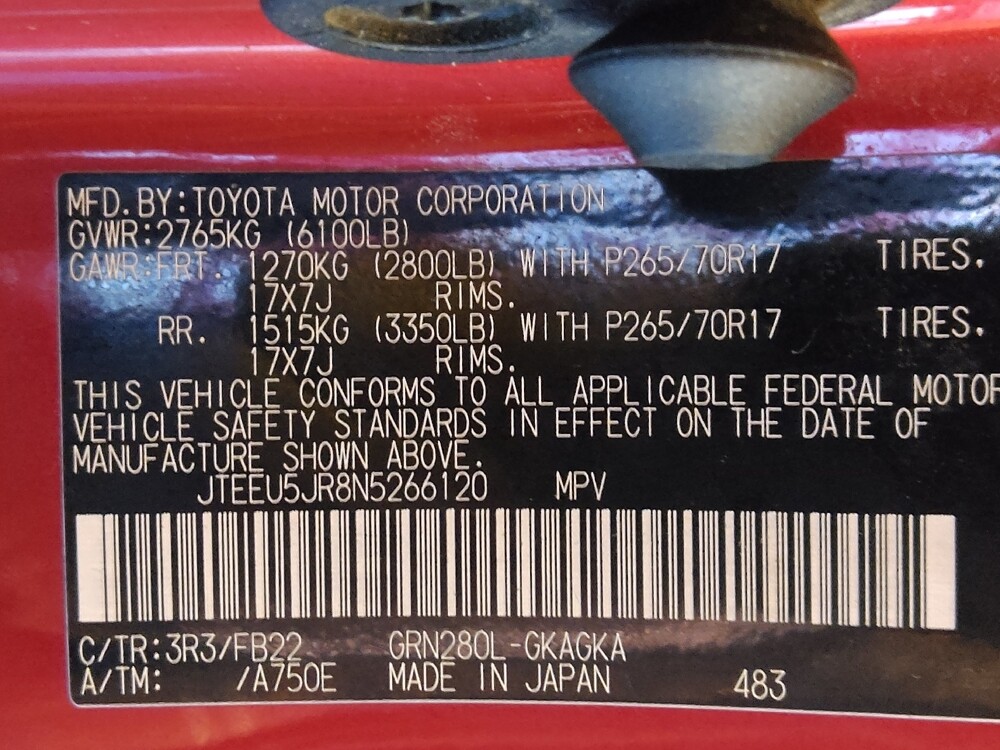 MFD.BY:TOYOTA MOTOR CORPORATION
GVWR:2765KG (6100LB)
GAWR:FRT. 1270KG (2800LB) WITH P265/70R17 TIRES.
17X7J RIMS.
RR. 1515KG (3350LB) WITH P265/70R17 TIRES.
17X7J RIMS.
THIS VEHICLE CONFORMS TO ALL APPLICABLE FEDERAL MOTOR
VEHICLE SAFETY STANDARDS IN EFFECT ON THE DATE OF
MANUFACTURE SHOWN ABOVE.
JTEEU5JR8N5266120 MPV
C/TR:3R3/FB22 GRN280L-GKAGKA
A/TM: /A750E MADE IN JAPAN 483